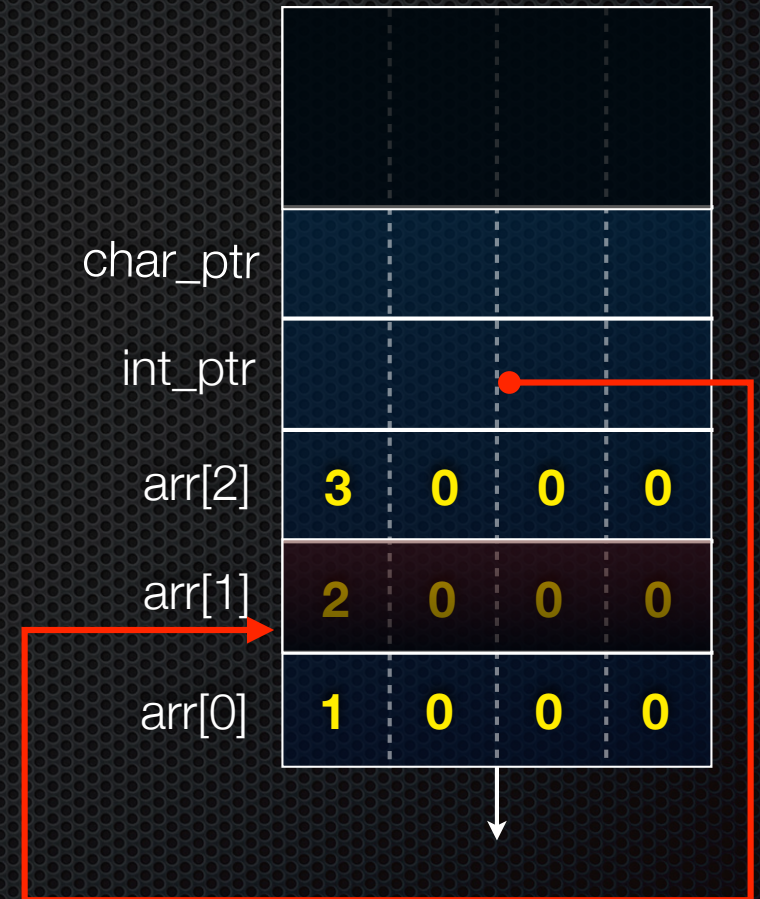 char_ptr
int_ptr
arr[2] 3 0 0 0
arr[1] 2 0 0 0
arr[0] 1 0 0 0